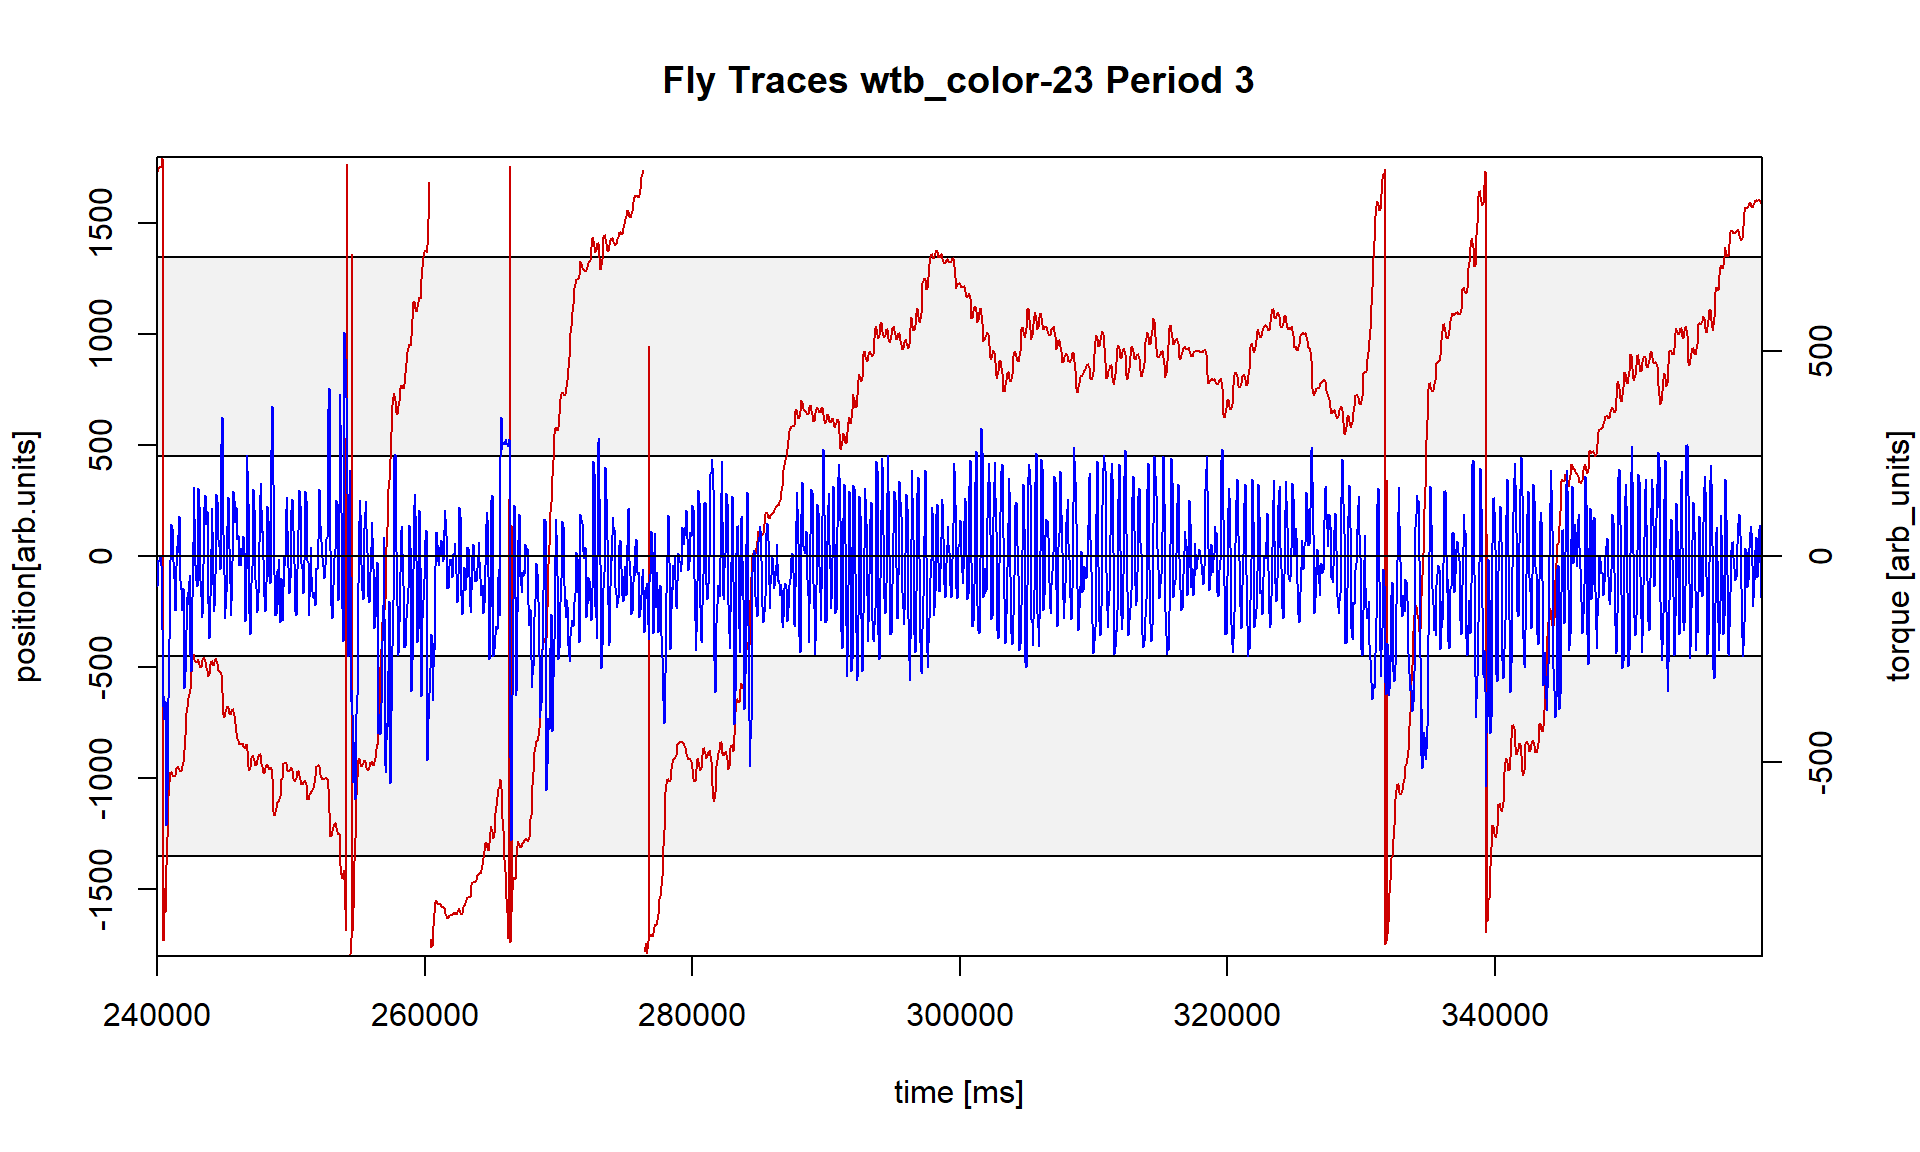 Fly Traces wtb_color-23 Period 3
position[arb.units]
1500
1000
500
0
-500
-1000
-1500
500
0
-500
torque [arb_units]
240000 260000 280000 300000 320000 340000
time [ms]